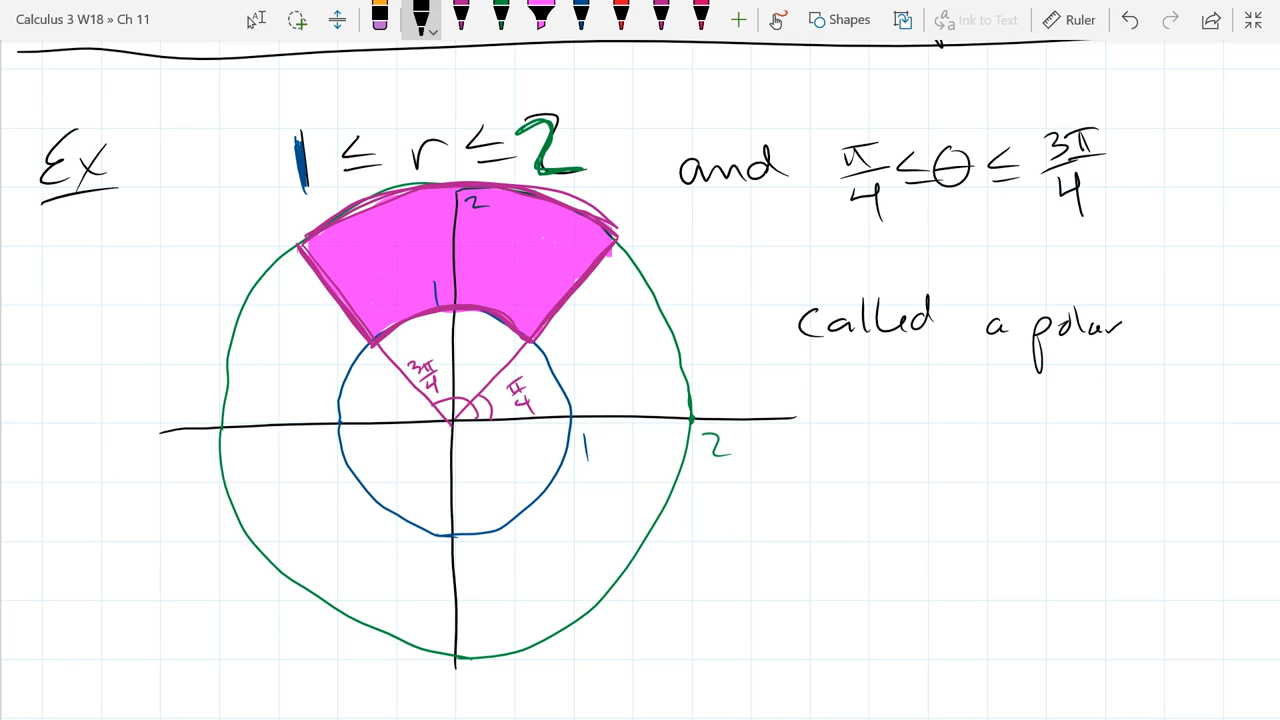 Calculus 3 W18 » Ch 11
Ink to Text
Shapes
Ruler
Ex 1 ≤ r ≤ 2 and π/4 ≤ θ ≤ 3π/4
2
1
called a polar
3π/4
π/4
1
2